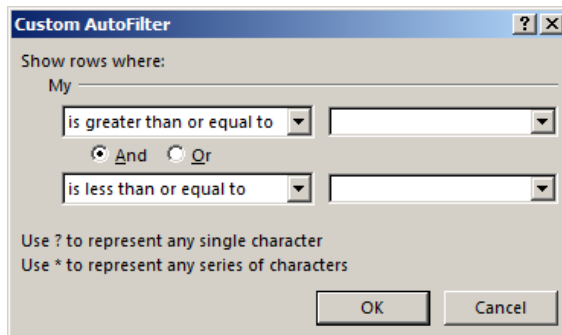 Custom AutoFilter
Show rows where:
My
is greater than or equal to
And Or
is less than or equal to
Use ? to represent any single character
Use * to represent any series of characters
OK Cancel